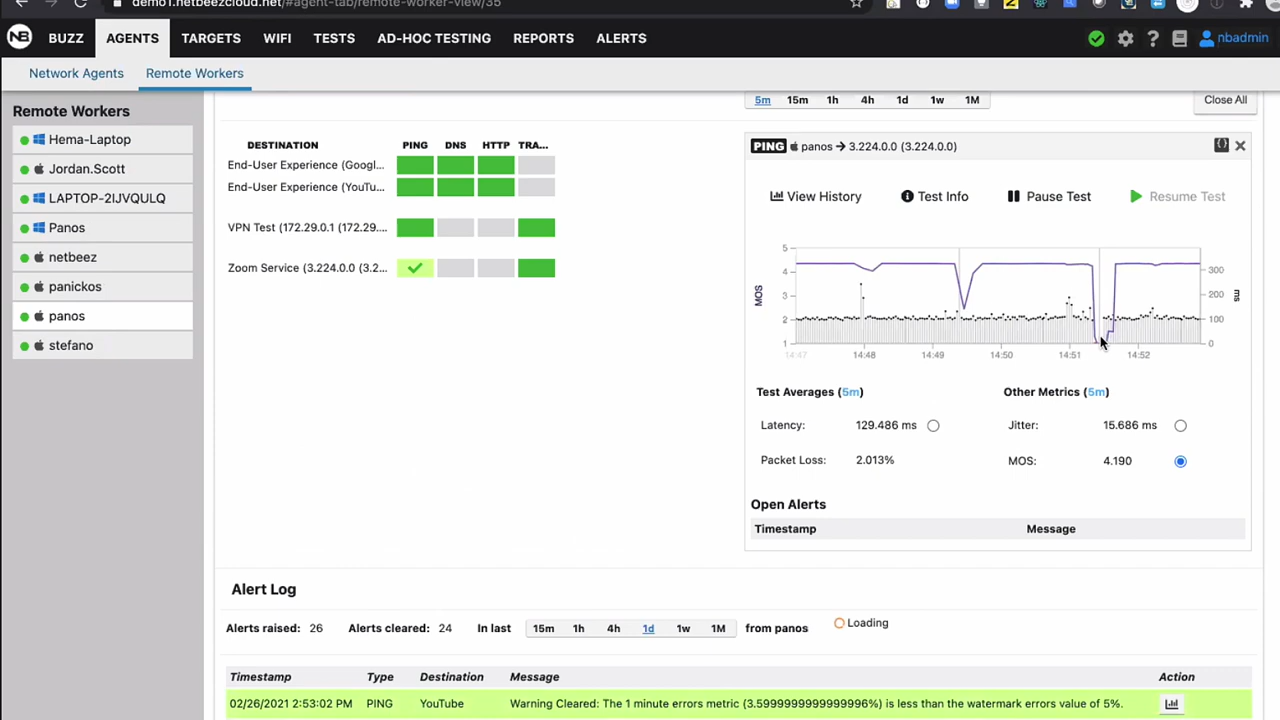 demo1.netbeezcloud.net/#agent-tab/remote-worker-view/35
NB BUZZ AGENTS TARGETS WIFI TESTS AD-HOC TESTING REPORTS ALERTS nbadmin
Network Agents Remote Workers
Remote Workers
Hema-Laptop
Jordan.Scott
LAPTOP-2IJVQULQ
Panos
netbeez
panickos
panos
stefano
5m 15m 1h 4h 1d 1w 1M Close All
DESTINATION PING DNS HTTP TRA...
End-User Experience (Googl...
End-User Experience (YouTu...
VPN Test (172.29.0.1 (172.29....
Zoom Service (3.224.0.0 (3.2...
PING panos → 3.224.0.0 (3.224.0.0)
View History Test Info Pause Test Resume Test
5
4
3
2
1
MOS
300
200
100
0
ms
14:47 14:48 14:49 14:50 14:51 14:52
Test Averages (5m) Other Metrics (5m)
Latency: 129.486 ms Jitter: 15.686 ms
Packet Loss: 2.013% MOS: 4.190
Open Alerts
Timestamp Message
Alert Log
Alerts raised: 26 Alerts cleared: 24 In last 15m 1h 4h 1d 1w 1M from panos Loading
Timestamp Type Destination Message Action
02/26/2021 2:53:02 PM PING YouTube Warning Cleared: The 1 minute errors metric (3.5999999999999996%) is less than the watermark errors value of 5%.